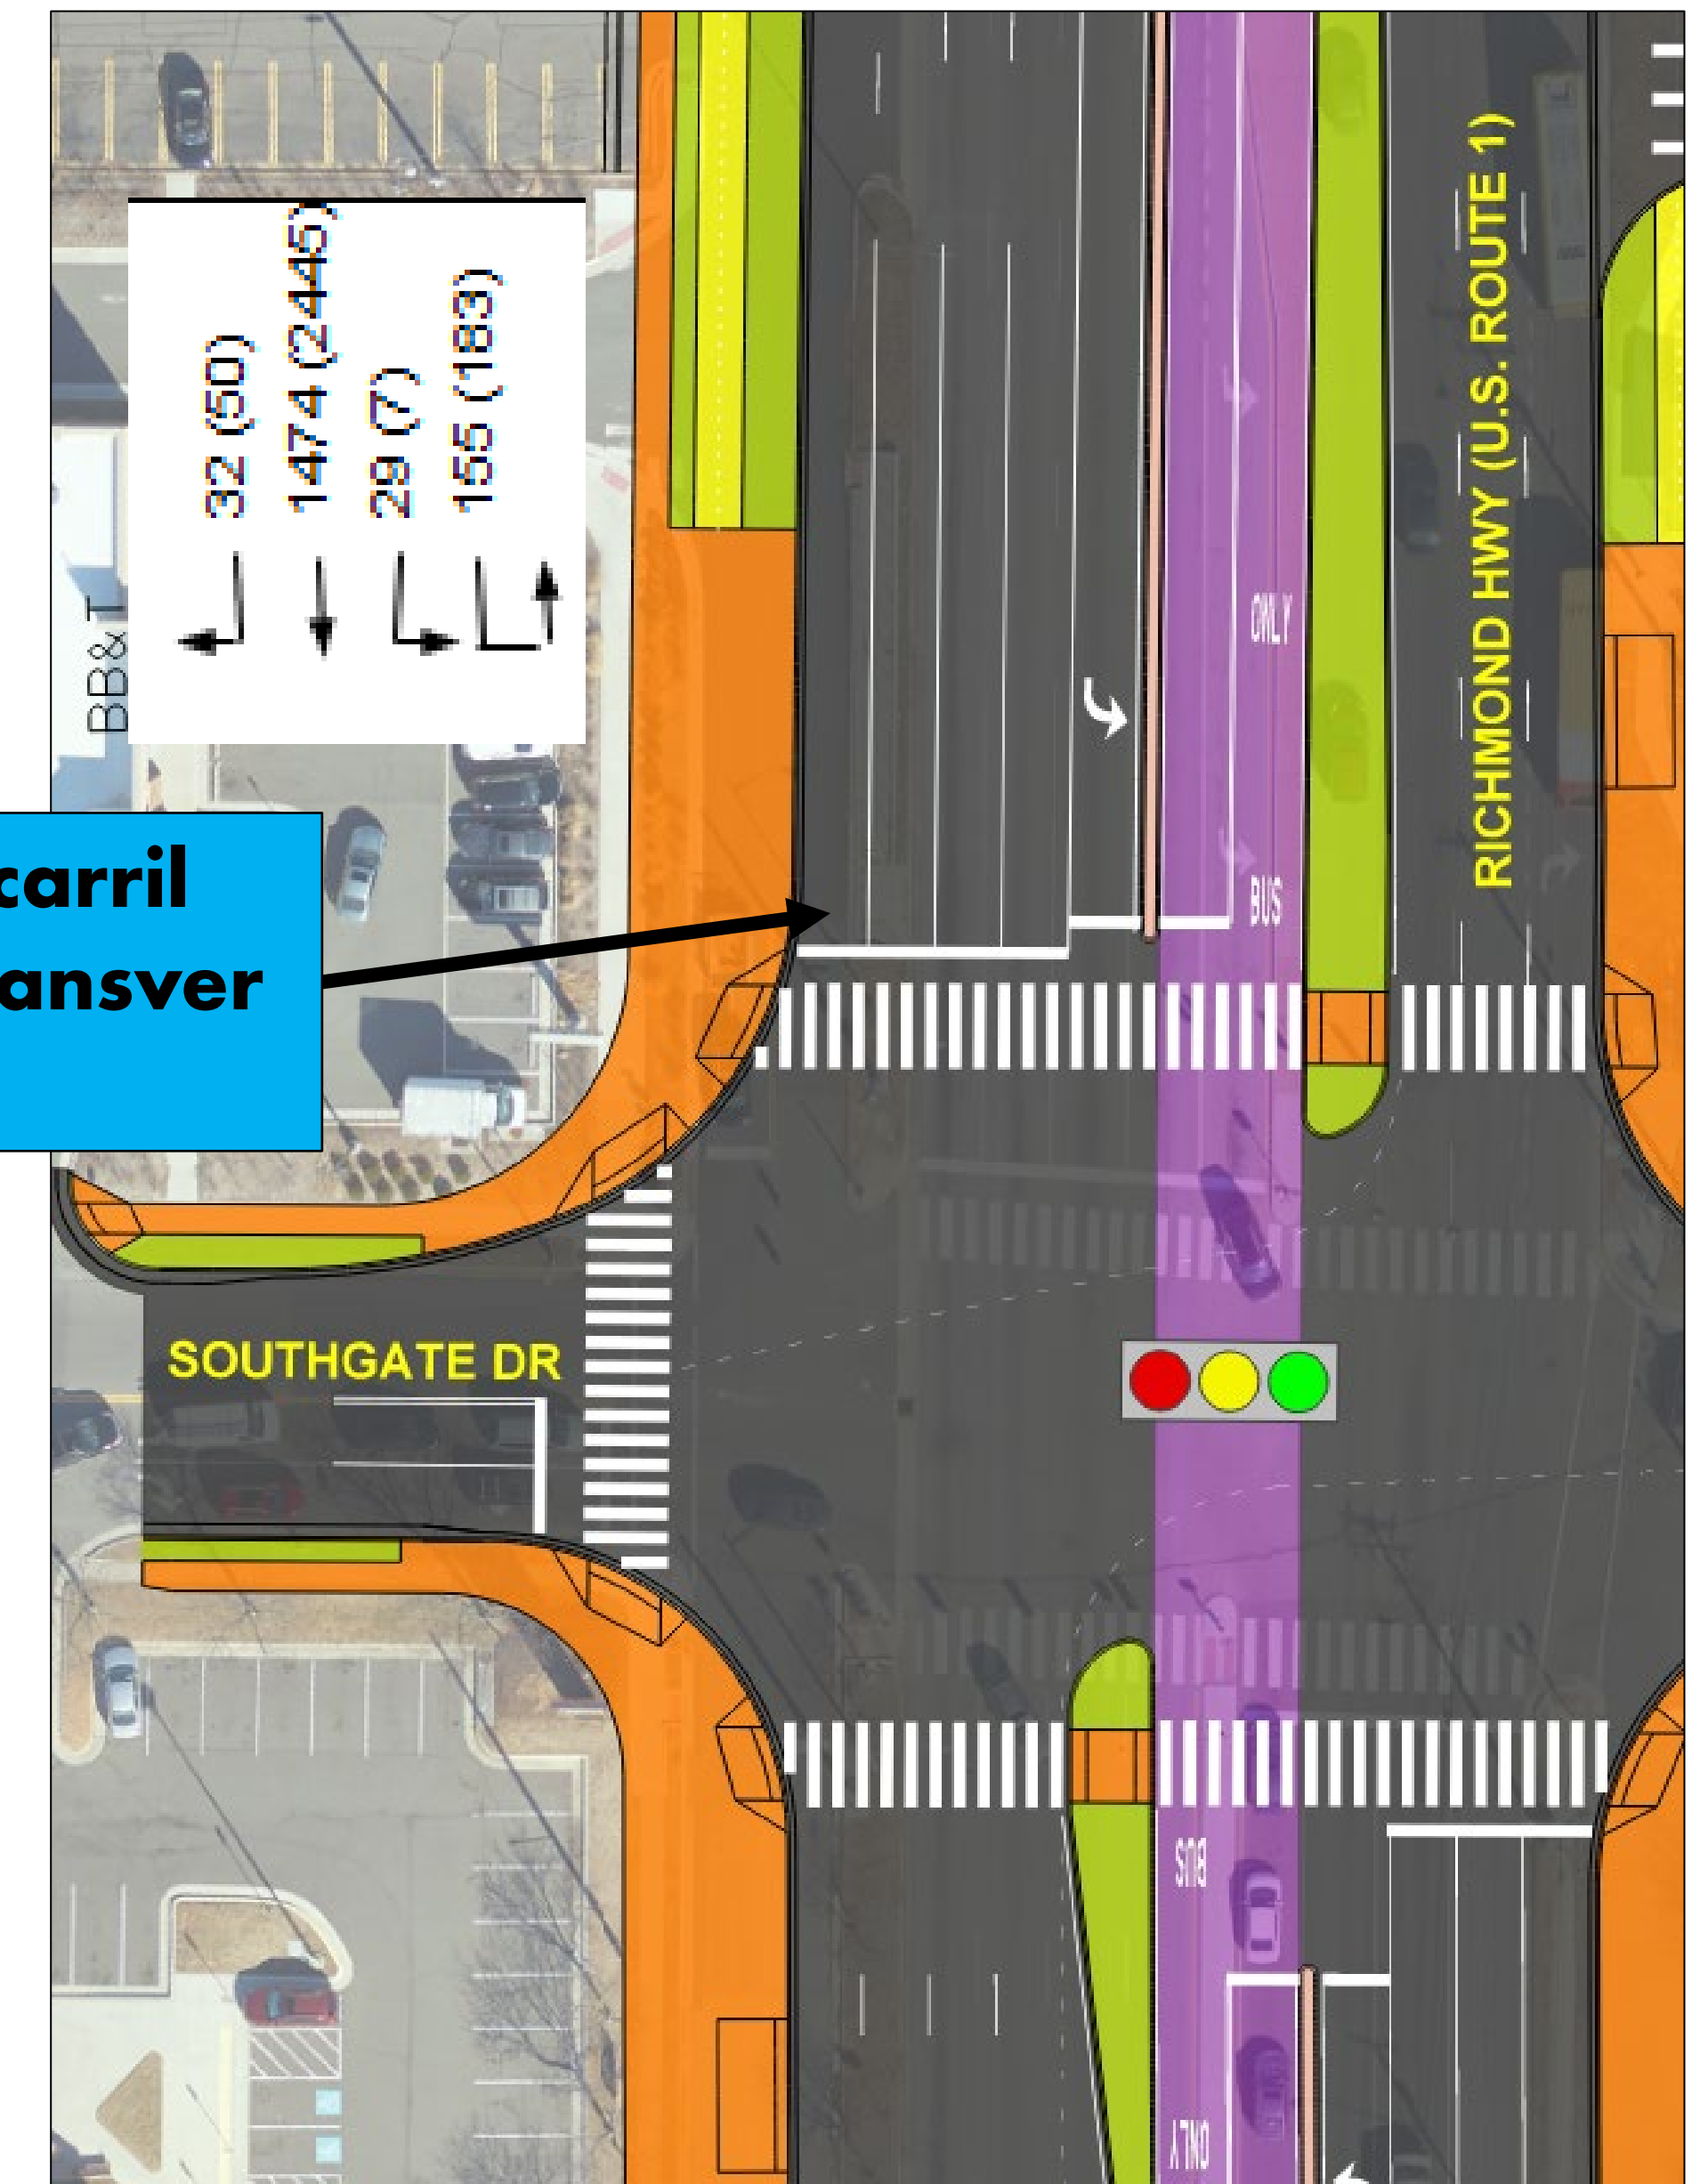 32 (50)
1474 (2445)
29 (7)
155 (183)
BB&T
carril
ansver
RICHMOND HWY (U.S. ROUTE 1)
ONLY
BUS
SOUTHGATE DR
BUS
ONLY